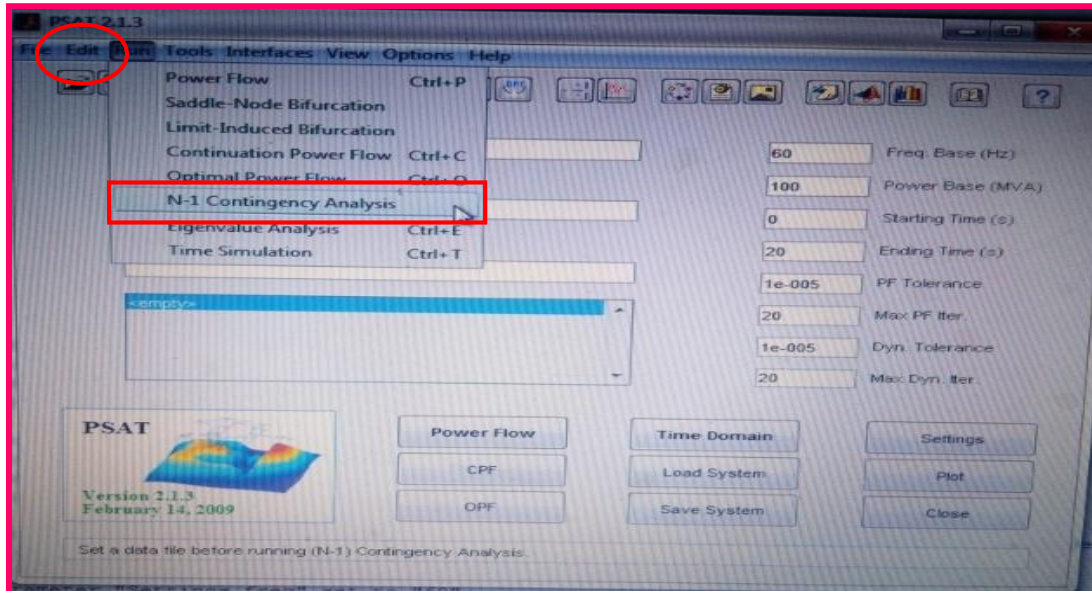 PSAT 2.1.3
File Edit Run Tools Interfaces View Options Help
Power Flow Ctrl+P
Saddle-Node Bifurcation
Limit-Induced Bifurcation
Continuation Power Flow Ctrl+C
Optimal Power Flow Ctrl+O
N-1 Contingency Analysis
Eigenvalue Analysis Ctrl+E
Time Simulation Ctrl+T
60 Freq. Base (Hz)
100 Power Base (MVA)
0 Starting Time (s)
20 Ending Time (s)
1e-005 PF Tolerance
20 Max PF Iter.
1e-005 Dyn. Tolerance
20 Max Dyn. Iter.
<empty>
PSAT
Version 2.1.3
February 14, 2009
Power Flow Time Domain Settings
CPF Load System Plot
OPF Save System Close
Set a data file before running (N-1) Contingency Analysis.